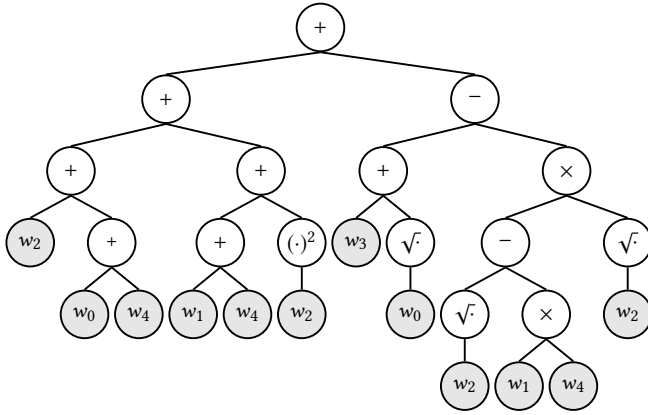 +
+ −
+ + + ×
w₂ + + (·)² w₃ √· − √·
w₀ w₄ w₁ w₄ w₂ w₀ √· × w₂
w₂ w₁ w₄